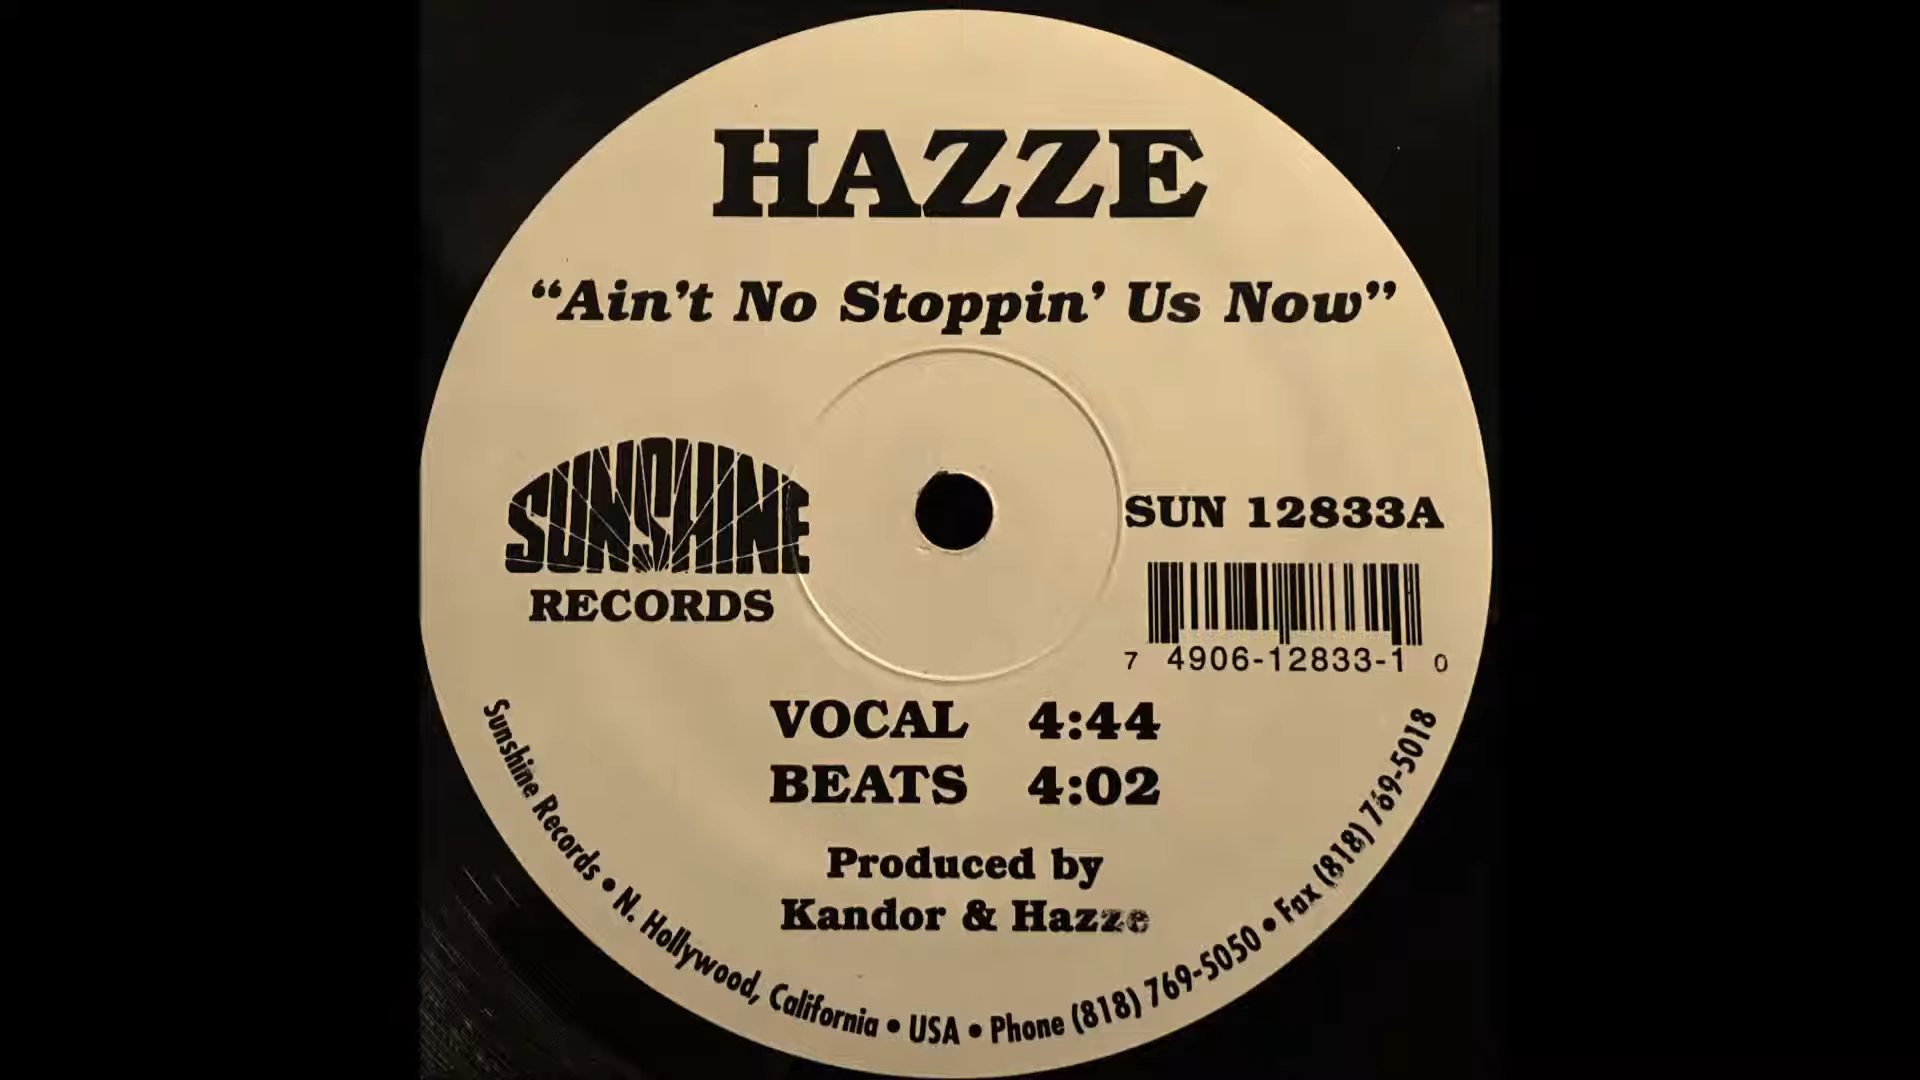 HAZZE
“Ain't No Stoppin' Us Now”
SUNSHINE
RECORDS
SUN 12833A
7 4906-12833-1 0
VOCAL 4:44
BEATS 4:02
Produced by
Kandor & Hazze
Sunshine Records • N. Hollywood, California • USA • Phone (818) 769-5050 • Fax (818) 769-5018